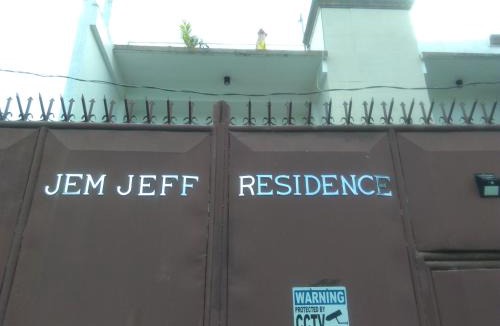 JEM JEFF RESIDENCE
WARNING
PROTECTED BY
CCTV